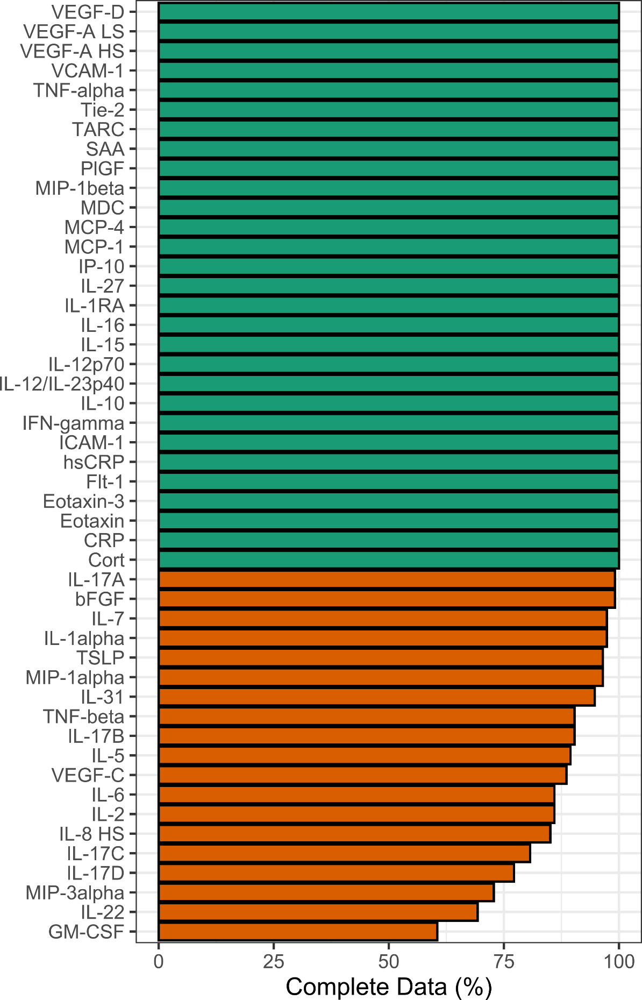 VEGF-D
VEGF-A LS
VEGF-A HS
VCAM-1
TNF-alpha
Tie-2
TARC
SAA
PlGF
MIP-1beta
MDC
MCP-4
MCP-1
IP-10
IL-27
IL-1RA
IL-16
IL-15
IL-12p70
IL-12/IL-23p40
IL-10
IFN-gamma
ICAM-1
hsCRP
Flt-1
Eotaxin-3
Eotaxin
CRP
Cort
IL-17A
bFGF
IL-7
IL-1alpha
TSLP
MIP-1alpha
IL-31
TNF-beta
IL-17B
IL-5
VEGF-C
IL-6
IL-2
IL-8 HS
IL-17C
IL-17D
MIP-3alpha
IL-22
GM-CSF
0 25 50 75 100
Complete Data (%)